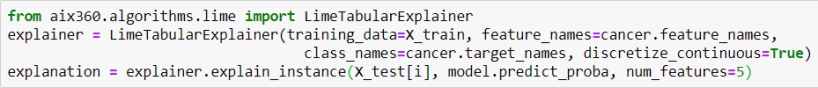 from aix360.algorithms.lime import LimeTabularExplainer
explainer = LimeTabularExplainer(training_data=X_train, feature_names=cancer.feature_names,
class_names=cancer.target_names, discretize_continuous=True)
explanation = explainer.explain_instance(X_test[i], model.predict_proba, num_features=5)